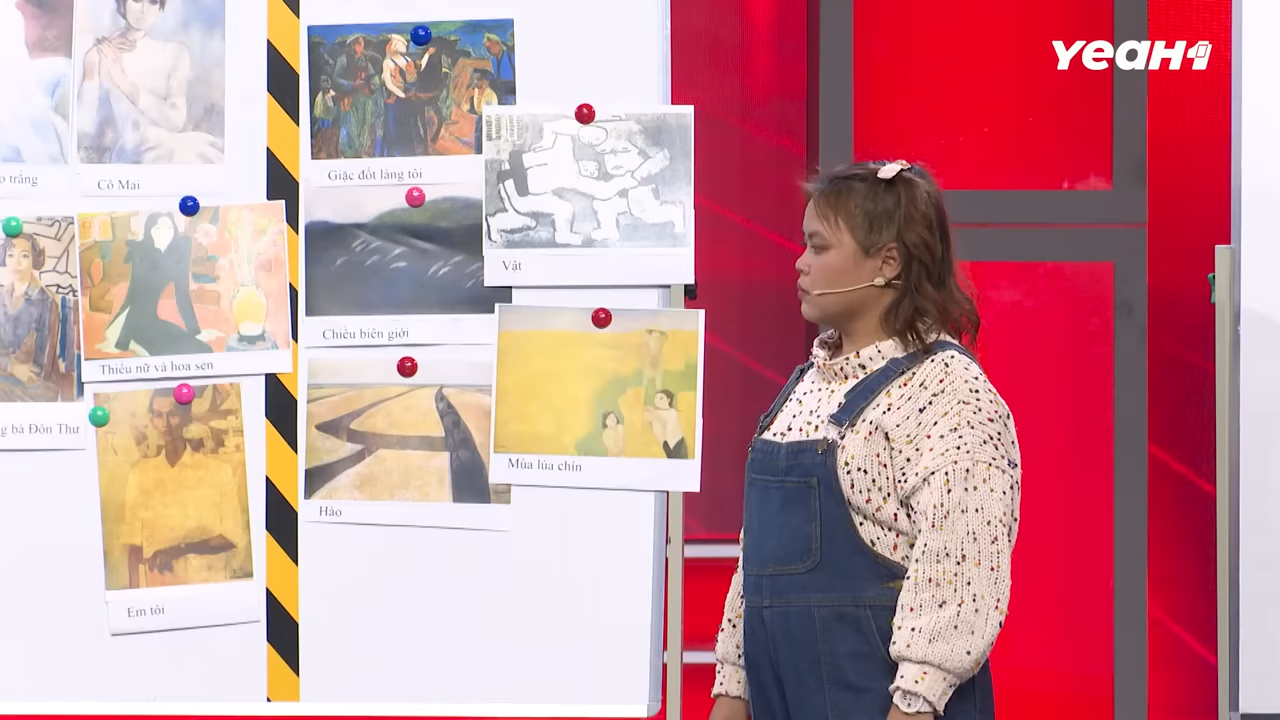 YEAH1
o trắng
Cô Mai
Giặc đốt làng tôi
Vật
Thiếu nữ và hoa sen
Chiều biên giới
g bà Đôn Thư
Mùa lúa chín
Hào
Em tôi